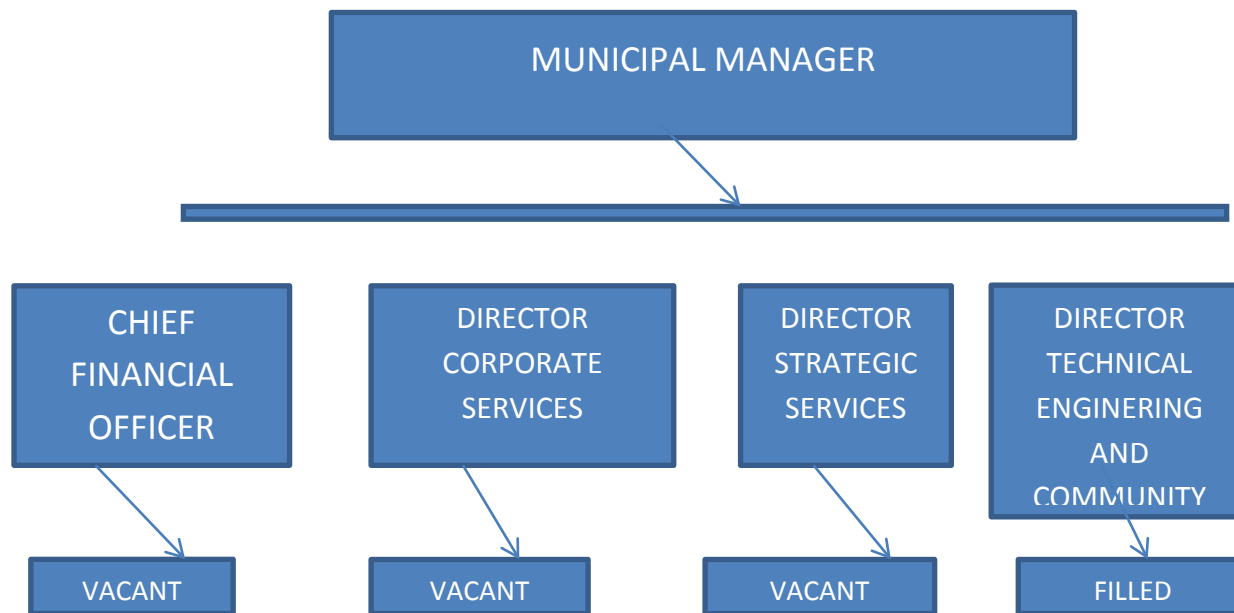 MUNICIPAL MANAGER
CHIEF
FINANCIAL
OFFICER
DIRECTOR
CORPORATE
SERVICES
DIRECTOR
STRATEGIC
SERVICES
DIRECTOR
TECHNICAL
ENGINERING
AND
COMMUNITY
VACANT
VACANT
VACANT
FILLED